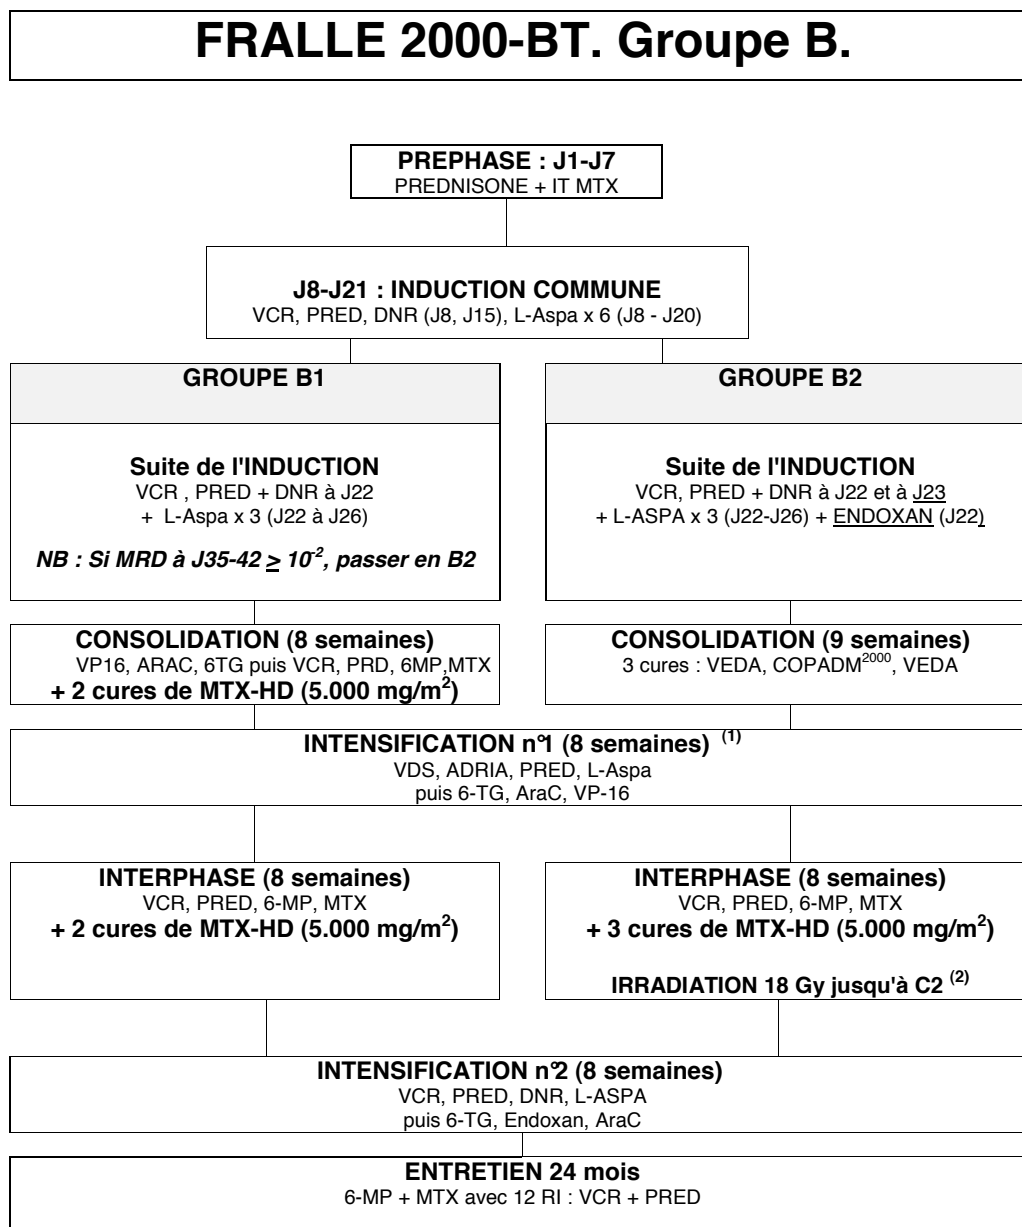 FRALLE 2000-BT. Groupe B.
PREPHASE : J1-J7
PREDNISONE + IT MTX
J8-J21 : INDUCTION COMMUNE
VCR, PRED, DNR (J8, J15), L-Aspa x 6 (J8 - J20)
GROUPE B1
Suite de l'INDUCTION
VCR , PRED + DNR à J22
+ L-Aspa x 3 (J22 à J26)
NB : Si MRD à J35-42 ≥ 10⁻², passer en B2
GROUPE B2
Suite de l'INDUCTION
VCR, PRED + DNR à J22 et à J23
+ L-ASPA x 3 (J22-J26) + ENDOXAN (J22)
CONSOLIDATION (8 semaines)
VP16, ARAC, 6TG puis VCR, PRD, 6MP,MTX
+ 2 cures de MTX-HD (5.000 mg/m²)
CONSOLIDATION (9 semaines)
3 cures : VEDA, COPADM²⁰⁰⁰, VEDA
INTENSIFICATION n°1 (8 semaines) ⁽¹⁾
VDS, ADRIA, PRED, L-Aspa
puis 6-TG, AraC, VP-16
INTERPHASE (8 semaines)
VCR, PRED, 6-MP, MTX
+ 2 cures de MTX-HD (5.000 mg/m²)
INTERPHASE (8 semaines)
VCR, PRED, 6-MP, MTX
+ 3 cures de MTX-HD (5.000 mg/m²)
IRRADIATION 18 Gy jusqu'à C2 ⁽²⁾
INTENSIFICATION n°2 (8 semaines)
VCR, PRED, DNR, L-ASPA
puis 6-TG, Endoxan, AraC
ENTRETIEN 24 mois
6-MP + MTX avec 12 RI : VCR + PRED